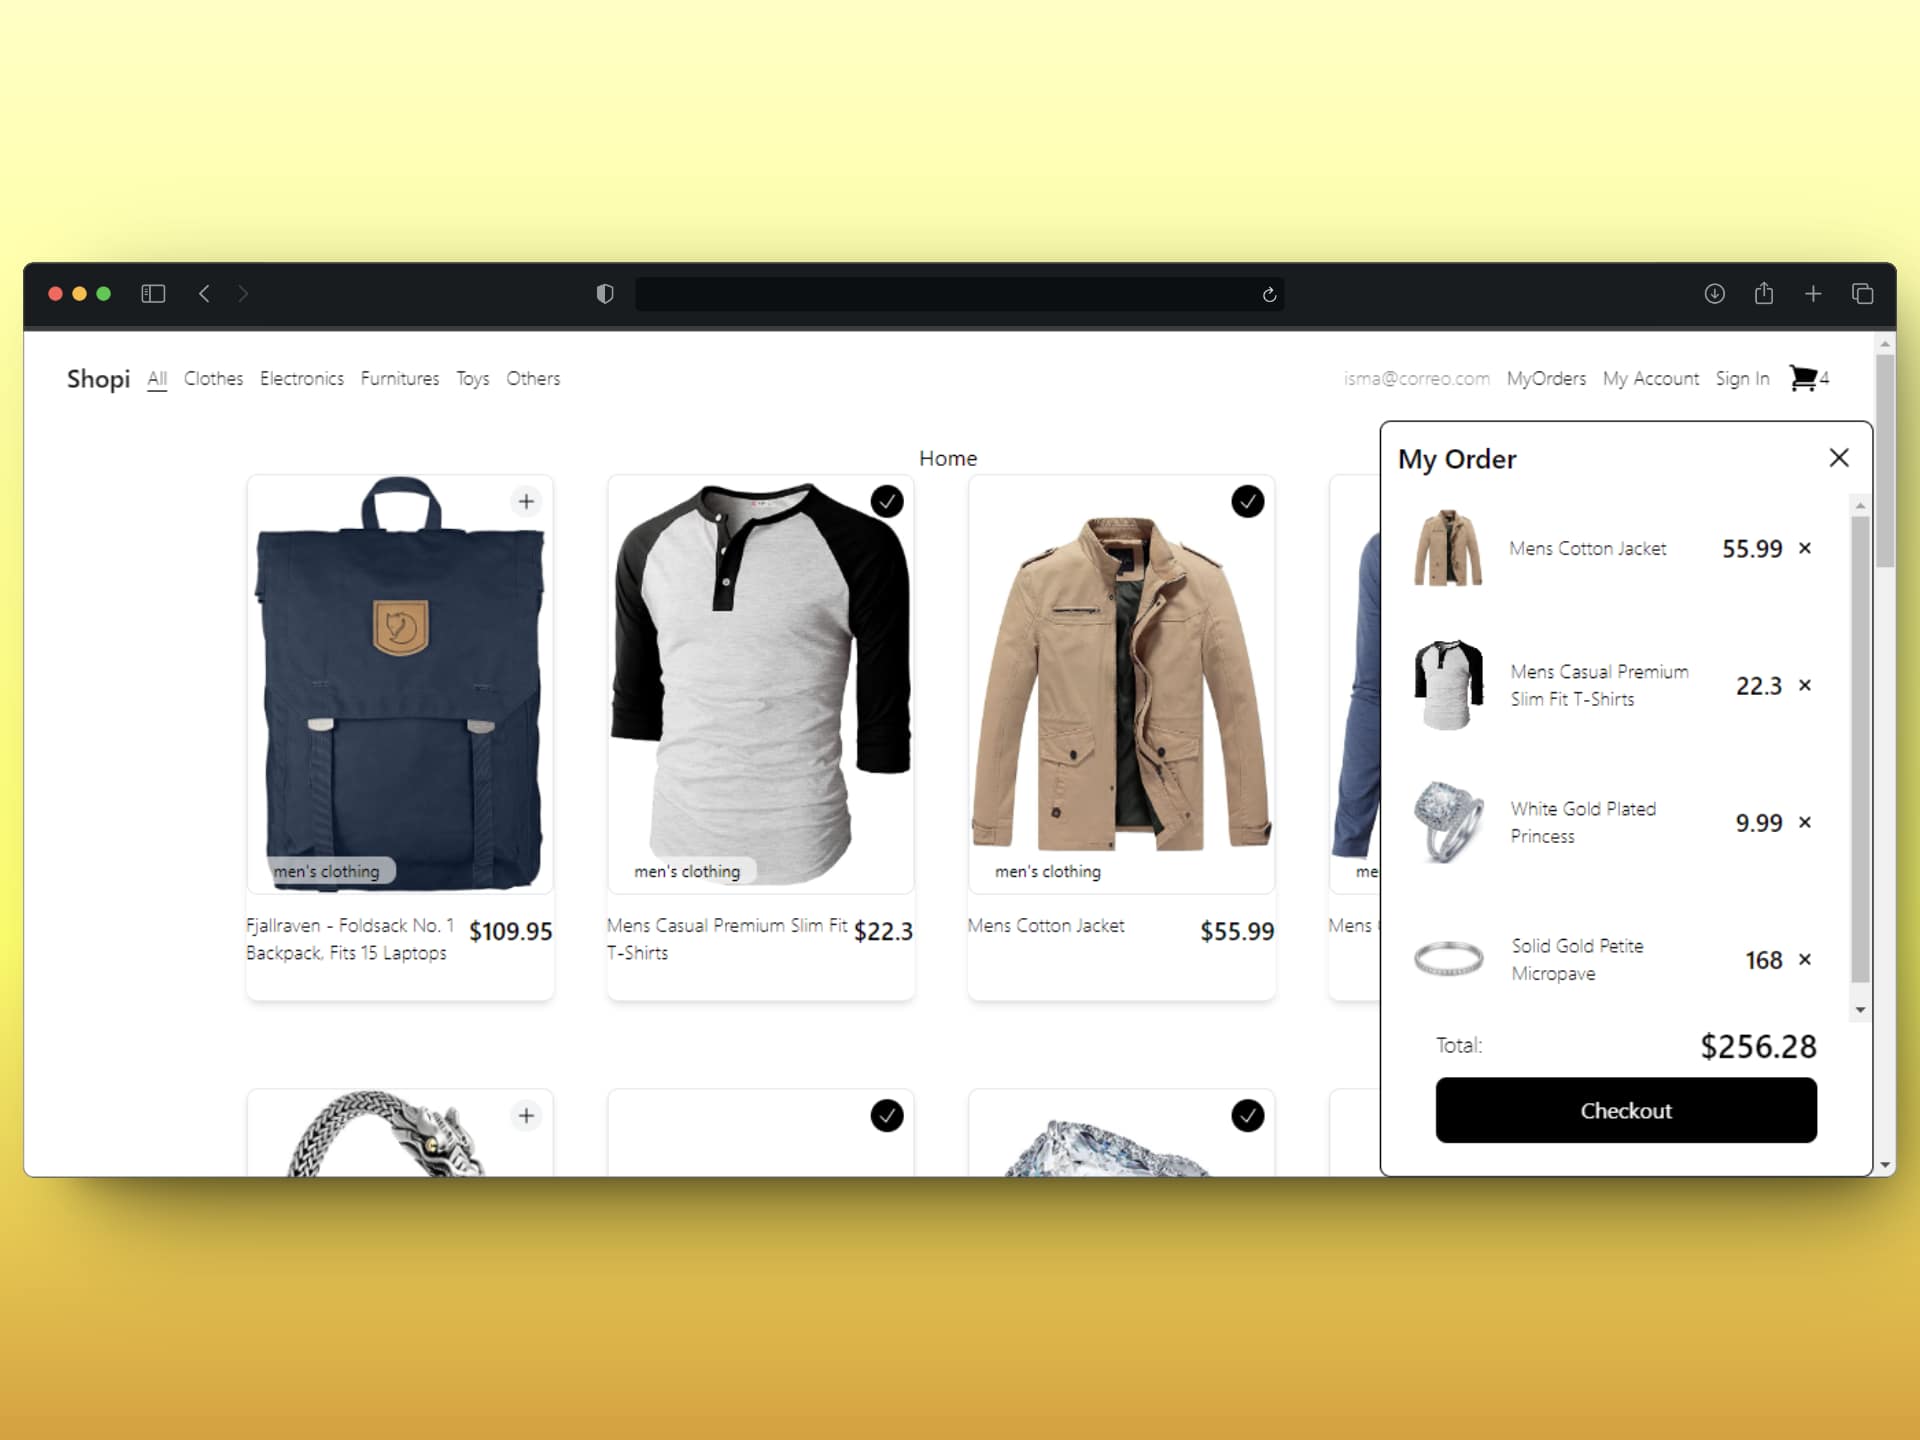 Shopi All Clothes Electronics Furnitures Toys Others
isma@correo.com MyOrders My Account Sign In 4
Home
men's clothing
Fjallraven - Foldsack No. 1 $109.95
Backpack, Fits 15 Laptops
men's clothing
Mens Casual Premium Slim Fit $22.3
T-Shirts
men's clothing
Mens Cotton Jacket $55.99
me
Mens
My Order
Mens Cotton Jacket 55.99
Mens Casual Premium
Slim Fit T-Shirts 22.3
White Gold Plated
Princess 9.99
Solid Gold Petite
Micropave 168
Total: $256.28
Checkout